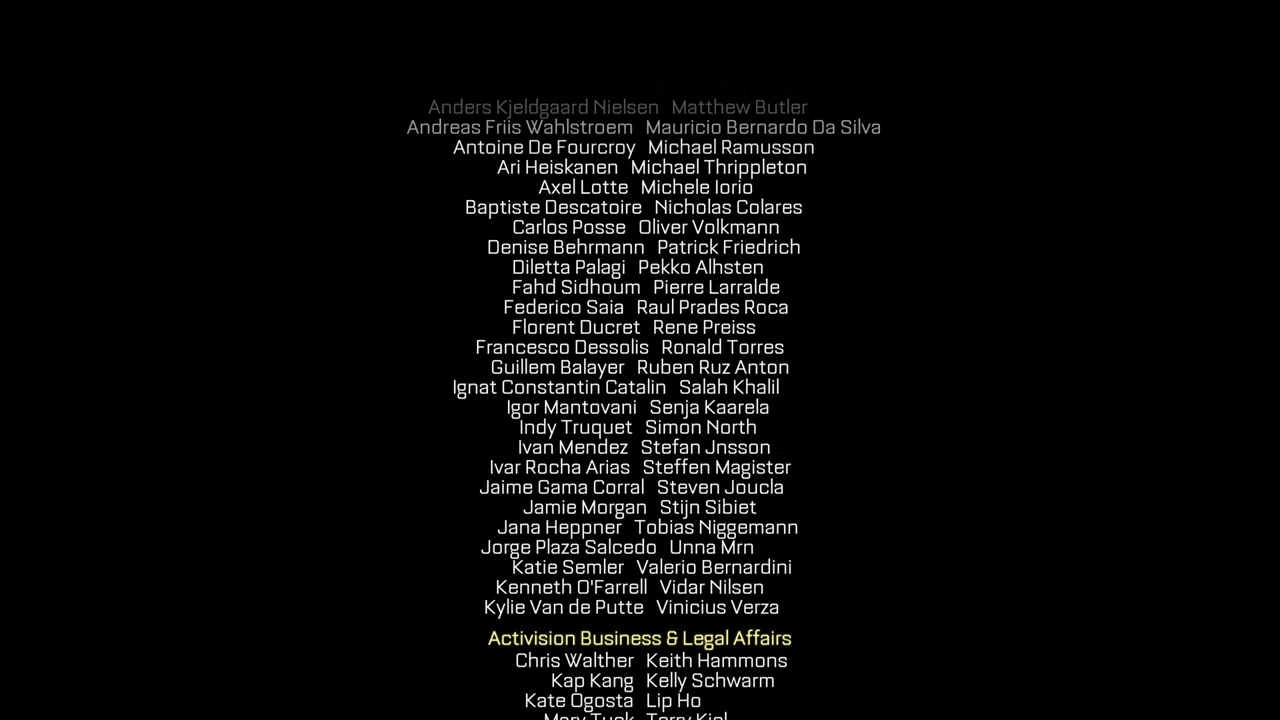 Anders Kjeldgaard Nielsen Matthew Butler
Andreas Friis Wahlstroem Mauricio Bernardo Da Silva
Antoine De Fourcroy Michael Ramusson
Ari Heiskanen Michael Thrippleton
Axel Lotte Michele Iorio
Baptiste Descatoire Nicholas Colares
Carlos Posse Oliver Volkmann
Denise Behrmann Patrick Friedrich
Diletta Palagi Pekko Alhsten
Fahd Sidhoum Pierre Larralde
Federico Saia Raul Prades Roca
Florent Ducret Rene Preiss
Francesco Dessolis Ronald Torres
Guillem Balayer Ruben Ruz Anton
Ignat Constantin Catalin Salah Khalil
Igor Mantovani Senja Kaarela
Indy Truquet Simon North
Ivan Mendez Stefan Jnsson
Ivar Rocha Arias Steffen Magister
Jaime Gama Corral Steven Joucla
Jamie Morgan Stijn Sibiet
Jana Heppner Tobias Niggemann
Jorge Plaza Salcedo Unna Mrn
Katie Semler Valerio Bernardini
Kenneth O'Farrell Vidar Nilsen
Kylie Van de Putte Vinicius Verza
Activision Business & Legal Affairs
Chris Walther Keith Hammons
Kap Kang Kelly Schwarm
Kate Ogosta Lip Ho
Mary Tuck Terry Kiel